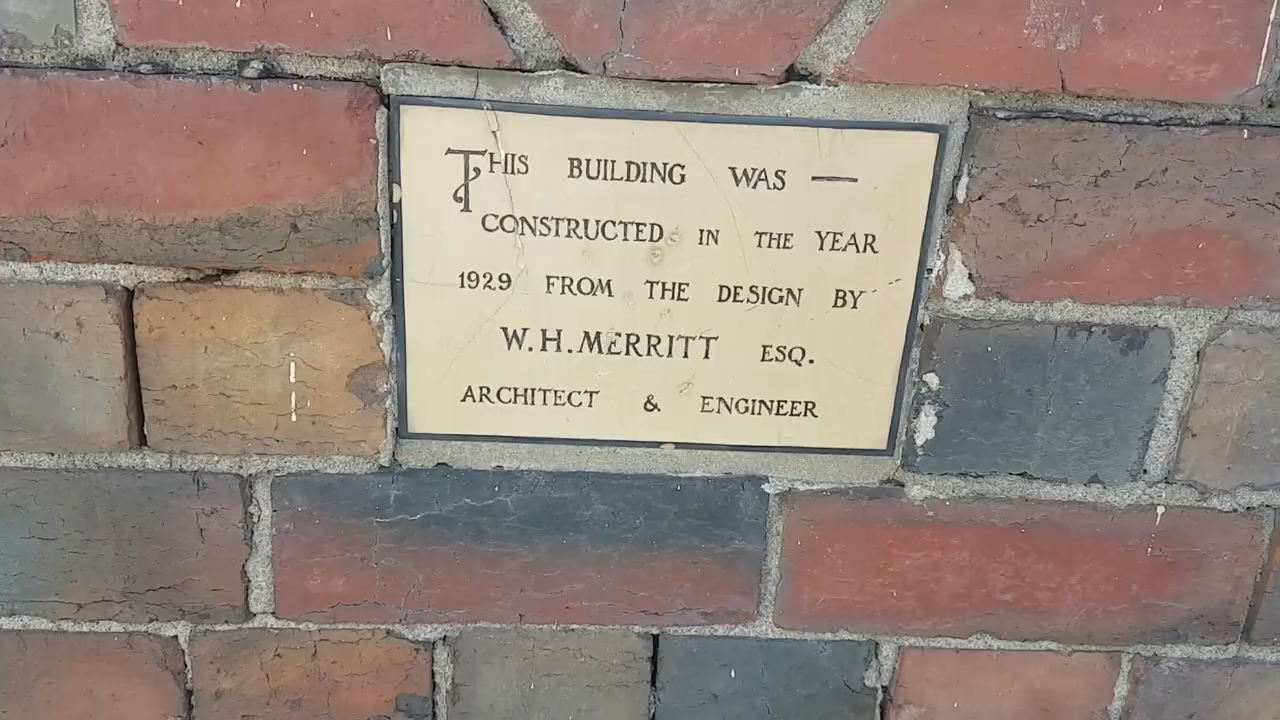 THIS BUILDING WAS —
CONSTRUCTED IN THE YEAR
1929 FROM THE DESIGN BY
W.H.MERRITT ESQ.
ARCHITECT & ENGINEER